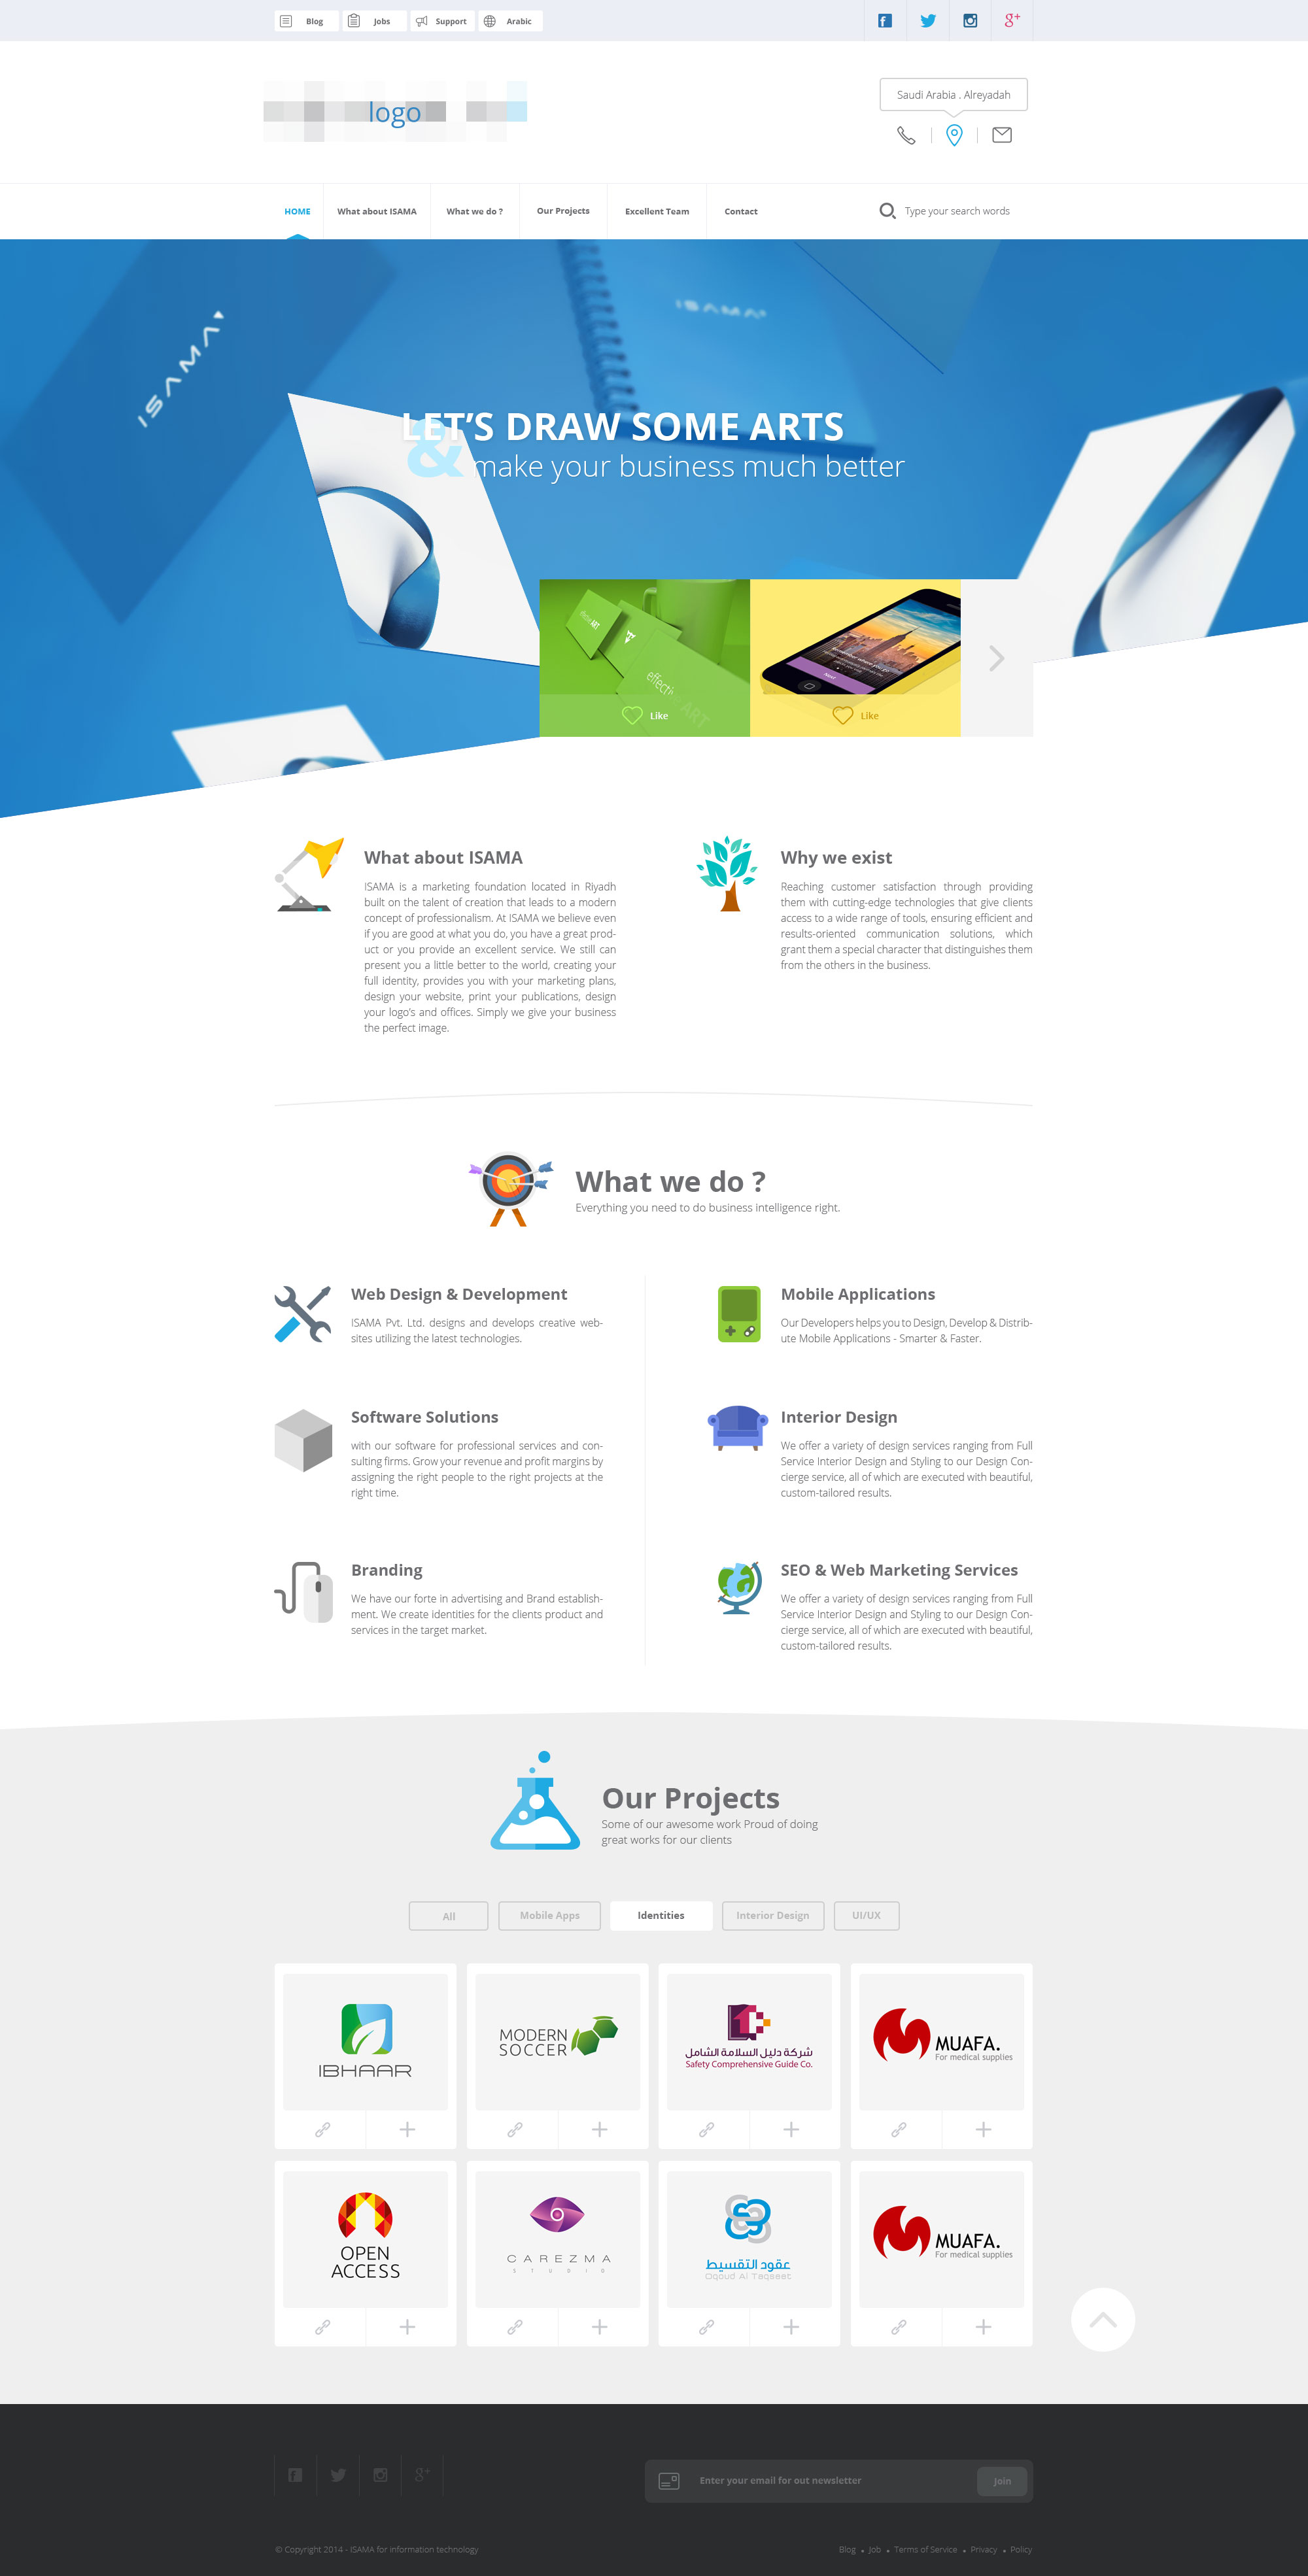 Blog
Jobs
Support
Arabic
logo
Saudi Arabia . Alreyadah
HOME
What about ISAMA
What we do ?
Our Projects
Excellent Team
Contact
Type your search words
ISAMA
ISAMA
LET'S DRAW SOME ARTS
& make your business much better
ART
effecti
ART
Next
Like
Like
What about ISAMA
ISAMA is a marketing foundation located in Riyadh
built on the talent of creation that leads to a modern
concept of professionalism. At ISAMA we believe even
if you are good at what you do, you have a great prod-
uct or you provide an excellent service. We still can
present you a little better to the world, creating your
full identity, provides you with your marketing plans,
design your website, print your publications, design
your logo's and offices. Simply we give your business
the perfect image.
Why we exist
Reaching customer satisfaction through providing
them with cutting-edge technologies that give clients
access to a wide range of tools, ensuring efficient and
results-oriented communication solutions, which
grant them a special character that distinguishes them
from the others in the business.
What we do ?
Everything you need to do business intelligence right.
Web Design & Development
ISAMA Pvt. Ltd. designs and develops creative web-
sites utilizing the latest technologies.
Mobile Applications
Our Developers helps you to Design, Develop & Distrib-
ute Mobile Applications - Smarter & Faster.
Software Solutions
with our software for professional services and con-
sulting firms. Grow your revenue and profit margins by
assigning the right people to the right projects at the
right time.
Interior Design
We offer a variety of design services ranging from Full
Service Interior Design and Styling to our Design Con-
cierge service, all of which are executed with beautiful,
custom-tailored results.
Branding
We have our forte in advertising and Brand establish-
ment. We create identities for the clients product and
services in the target market.
SEO & Web Marketing Services
We offer a variety of design services ranging from Full
Service Interior Design and Styling to our Design Con-
cierge service, all of which are executed with beautiful,
custom-tailored results.
Our Projects
Some of our awesome work Proud of doing
great works for our clients
All
Mobile Apps
Identities
Interior Design
UI/UX
IBHAAR
MODERN
SOCCER
شركة دليل السلامة الشامل
Safety Comprehensive Guide Co.
MUAFA.
For medical supplies
OPEN
ACCESS
CAREZMA
STUDIO
عقود التقسيط
Oqoud Al Taqseet
MUAFA.
For medical supplies
Enter your email for out newsletter
Join
© Copyright 2014 - ISAMA for information technology
Blog • Job • Terms of Service • Privacy • Policy